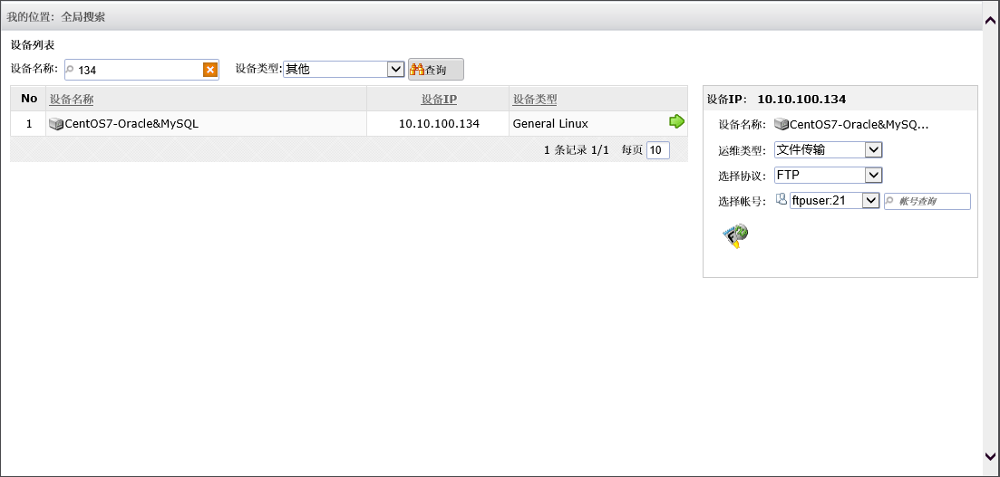 我的位置：全局搜索
设备列表
设备名称： 134 设备类型: 其他 查询
No 设备名称 设备IP 设备类型
1 CentOS7-Oracle&MySQL 10.10.100.134 General Linux
1 条记录 1/1 每页 10
设备IP： 10.10.100.134
设备名称： CentOS7-Oracle&MySQ...
运维类型： 文件传输
选择协议： FTP
选择帐号： ftpuser:21 帐号查询